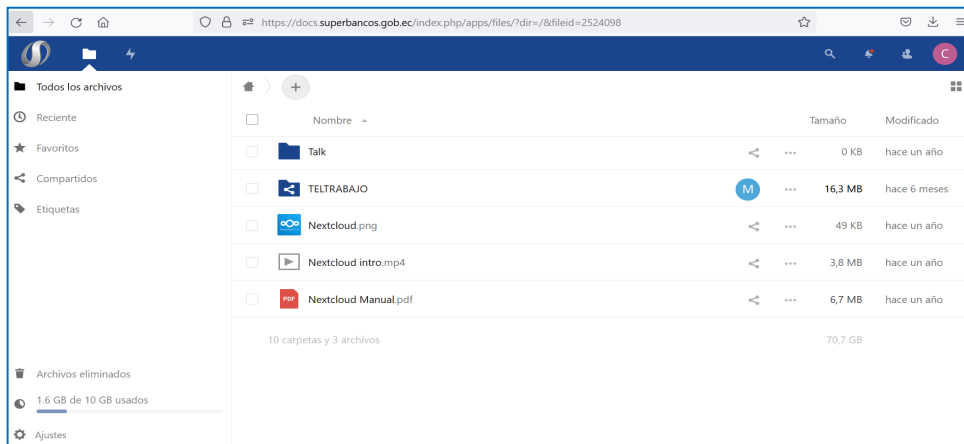 https://docs.superbancos.gob.ec/index.php/apps/files/?dir=/&fileid=2524098
C
Todos los archivos
Reciente
Favoritos
Compartidos
Etiquetas
Nombre Tamaño Modificado
Talk 0 KB hace un año
TELTRABAJO M 16,3 MB hace 6 meses
Nextcloud.png 49 KB hace un año
Nextcloud intro.mp4 3,8 MB hace un año
PDF Nextcloud Manual.pdf 6,7 MB hace un año
10 carpetas y 3 archivos 70,7 GB
Archivos eliminados
1.6 GB de 10 GB usados
Ajustes